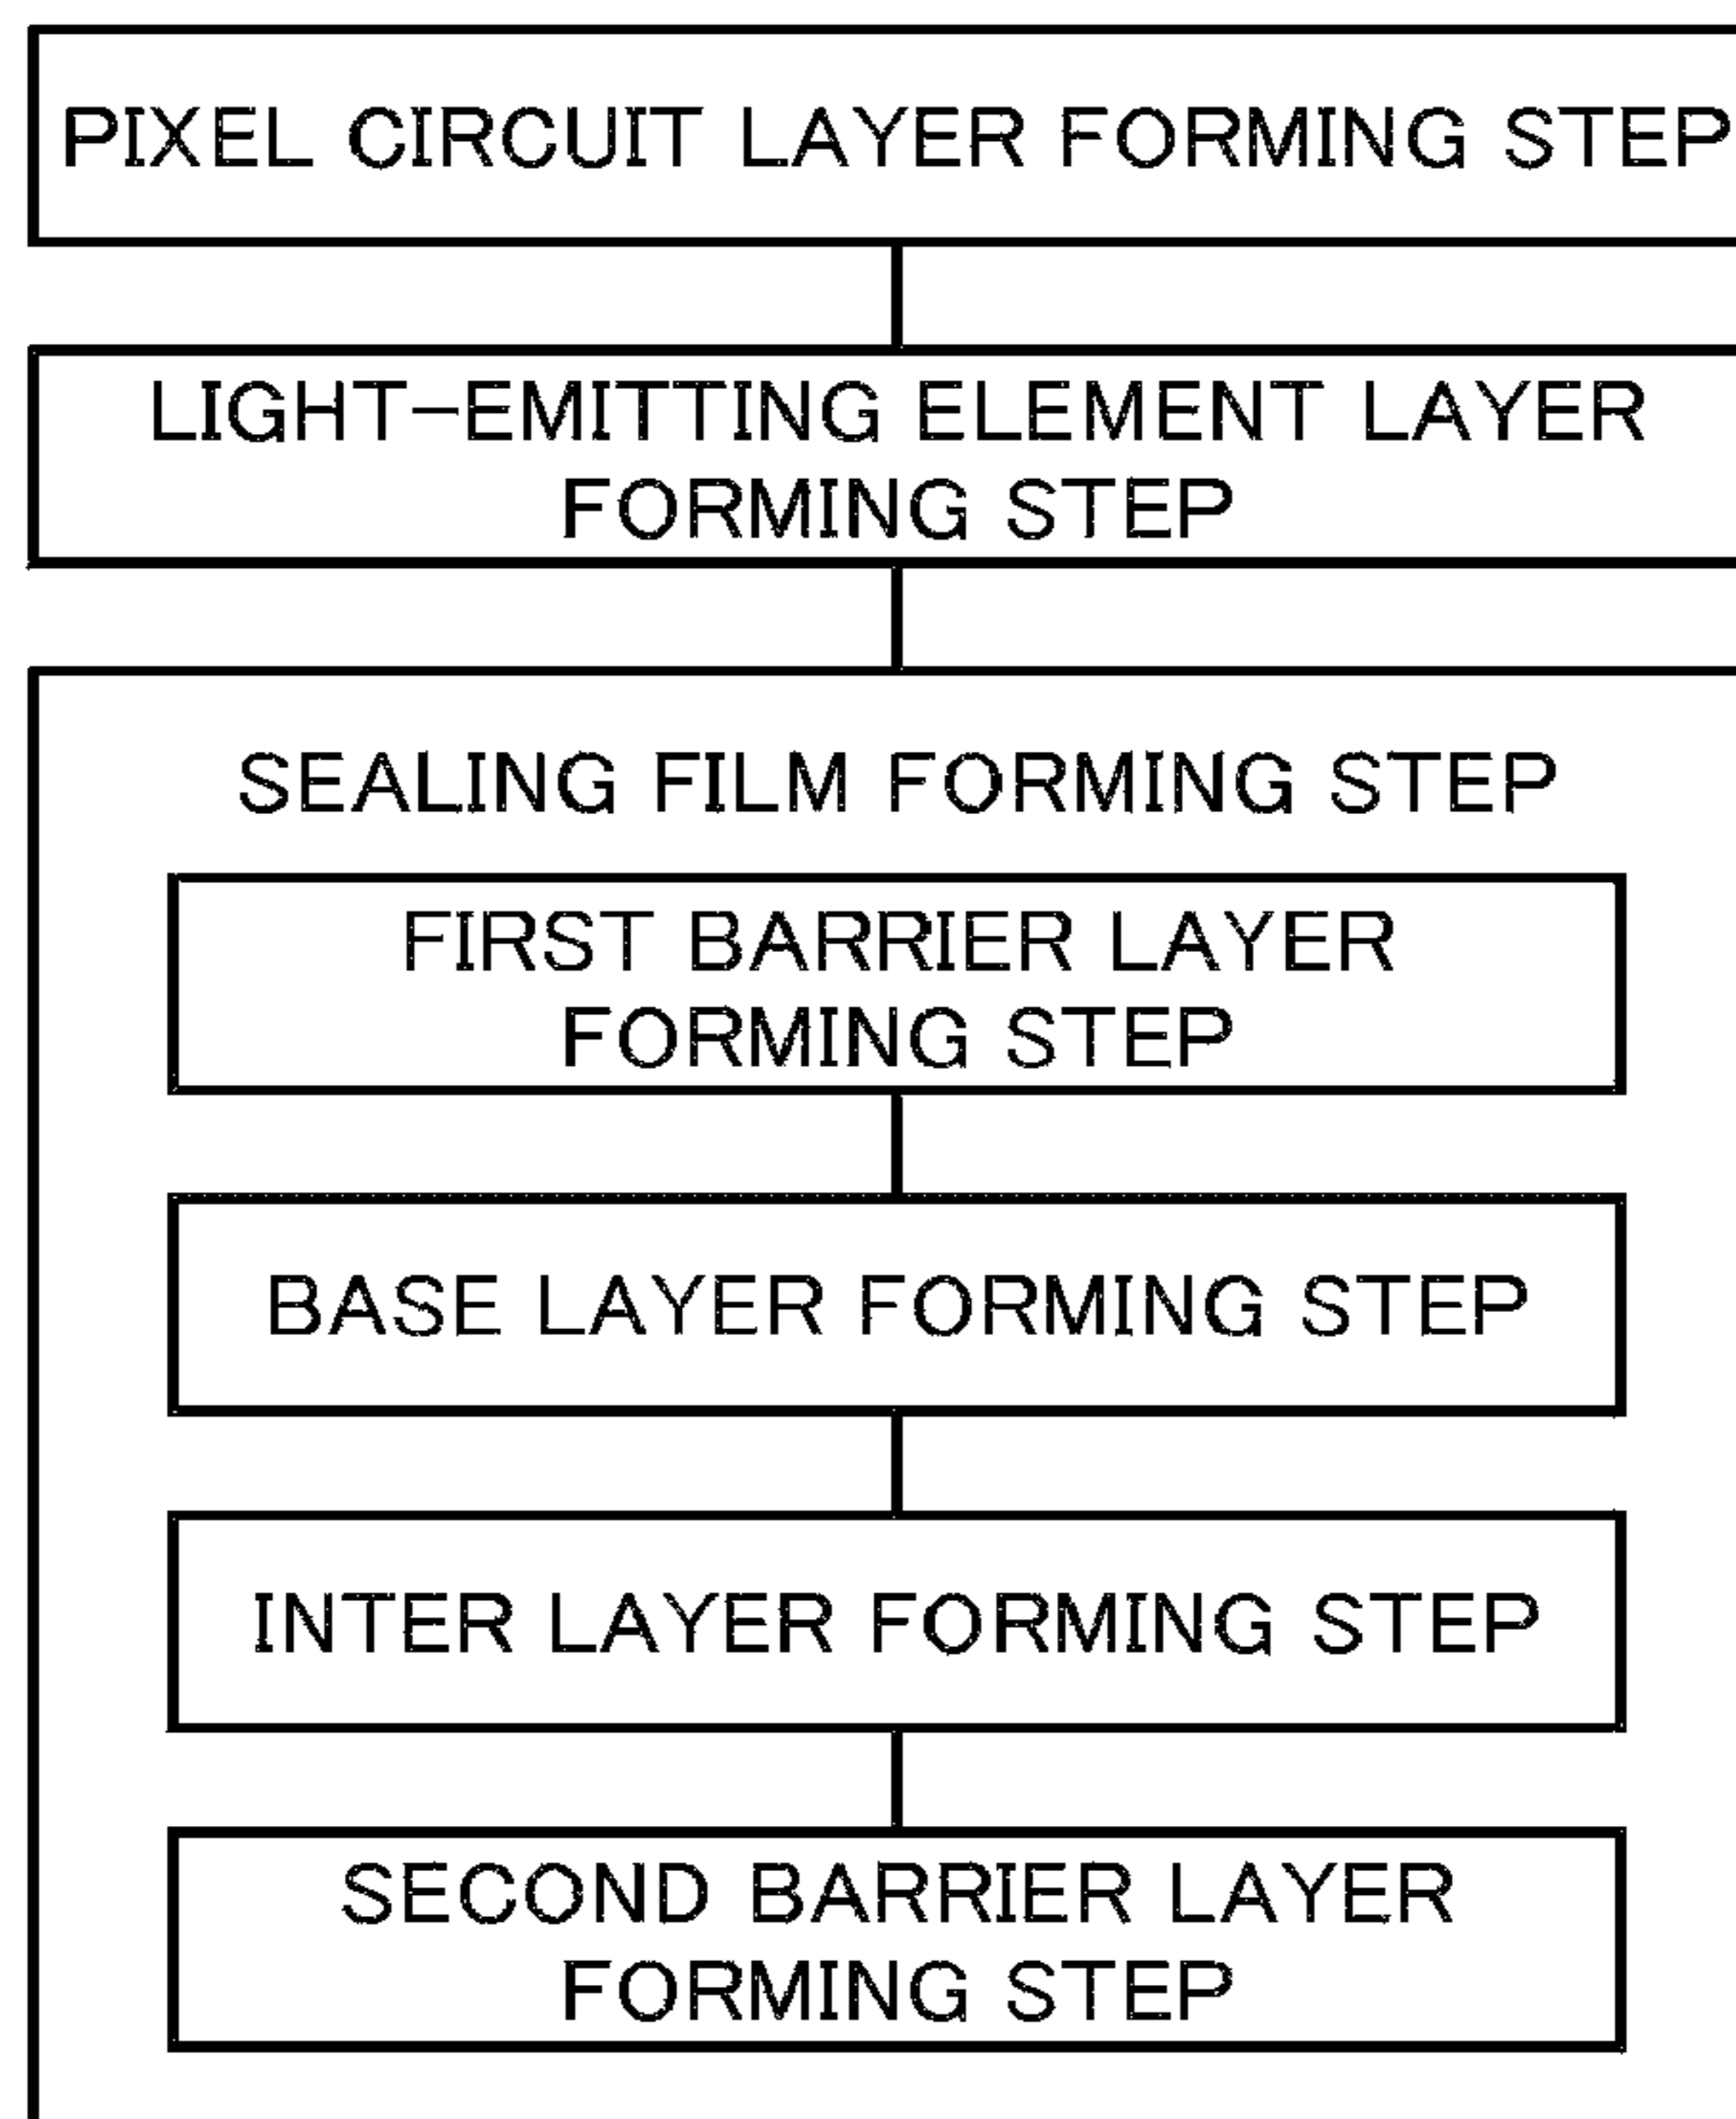 PIXEL CIRCUIT LAYER FORMING STEP
LIGHT-EMITTING ELEMENT LAYER
FORMING STEP
SEALING FILM FORMING STEP
FIRST BARRIER LAYER
FORMING STEP
BASE LAYER FORMING STEP
INTER LAYER FORMING STEP
SECOND BARRIER LAYER
FORMING STEP